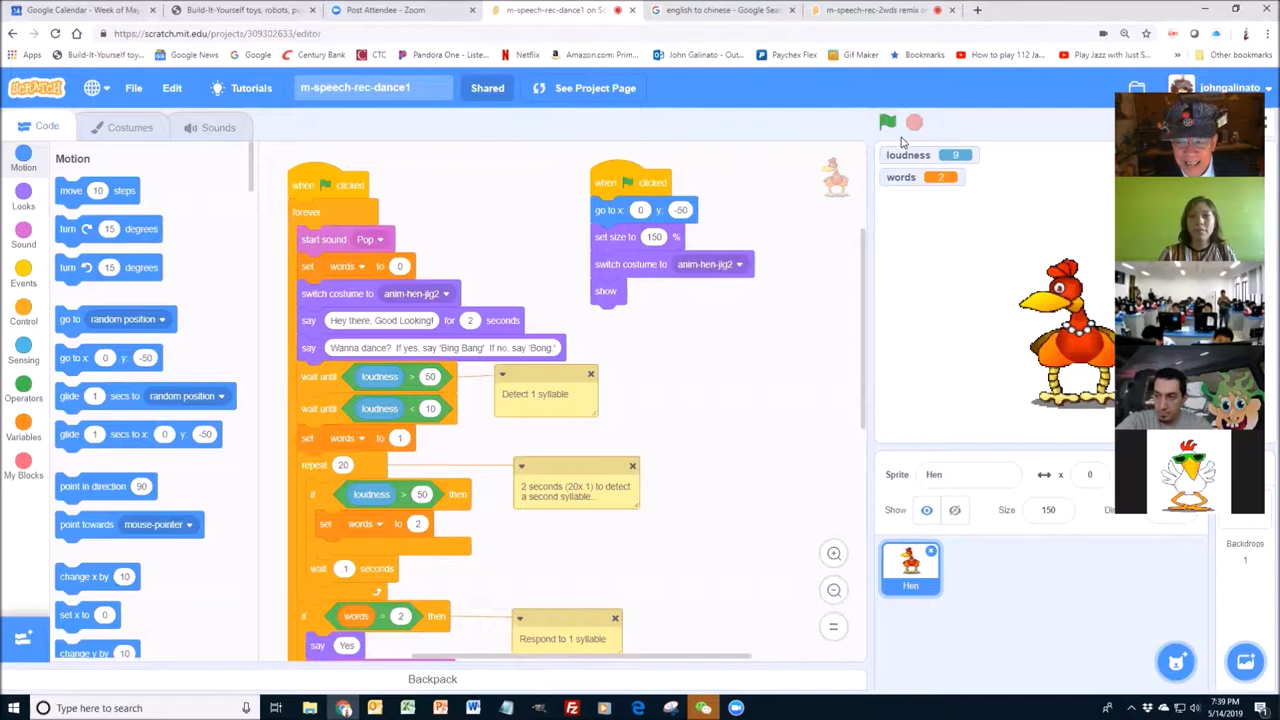 Google Calendar - Week of May
Build-It-Yourself toys, robots, p
Post Attendee - Zoom
m-speech-rec-dance1 on S
english to chinese - Google Sea
m-speech-rec-2wds remix on
https://scratch.mit.edu/projects/309302633/editor
Apps
Build-It-Yourself toy...
Google News
Google
Century Bank
CTC
Pandora One - Liste...
Netflix
Amazon.com: Prim...
John Galinato - Out...
Paychex Flex
Gif Maker
Bookmarks
How to play 112 Ja...
Play Jazz with Just S...
Other bookmarks
SCRATCH
File
Edit
Tutorials
m-speech-rec-dance1
Shared
See Project Page
johngalinato
Code
Costumes
Sounds
Motion
Motion
Looks
Sound
Events
Control
Sensing
Operators
Variables
My Blocks
move 10 steps
turn 15 degrees
turn 15 degrees
go to random position
go to x: 0 y: -50
glide 1 secs to random position
glide 1 secs to x: 0 y: -50
point in direction 90
point towards mouse-pointer
change x by 10
set x to 0
change y by 10
when clicked
forever
start sound Pop
set words to 0
switch costume to anim-hen-jig2
say Hey there, Good Looking! for 2 seconds
say Wanna dance? If yes, say 'Bing Bang' If no, say 'Bong.'
wait until loudness > 50
Detect 1 syllable
wait until loudness < 10
set words to 1
repeat 20
2 seconds (20x.1) to detect
a second syllable..
if loudness > 50 then
set words to 2
wait .1 seconds
if words = 2 then
Respond to 1 syllable
say Yes
when clicked
go to x: 0 y: -50
set size to 150 %
switch costume to anim-hen-jig2
show
loudness 9
words 2
Sprite Hen x 0
Show Size 150
Hen
Backdrops
1
Backpack
Type here to search
7:39 PM
5/14/2019